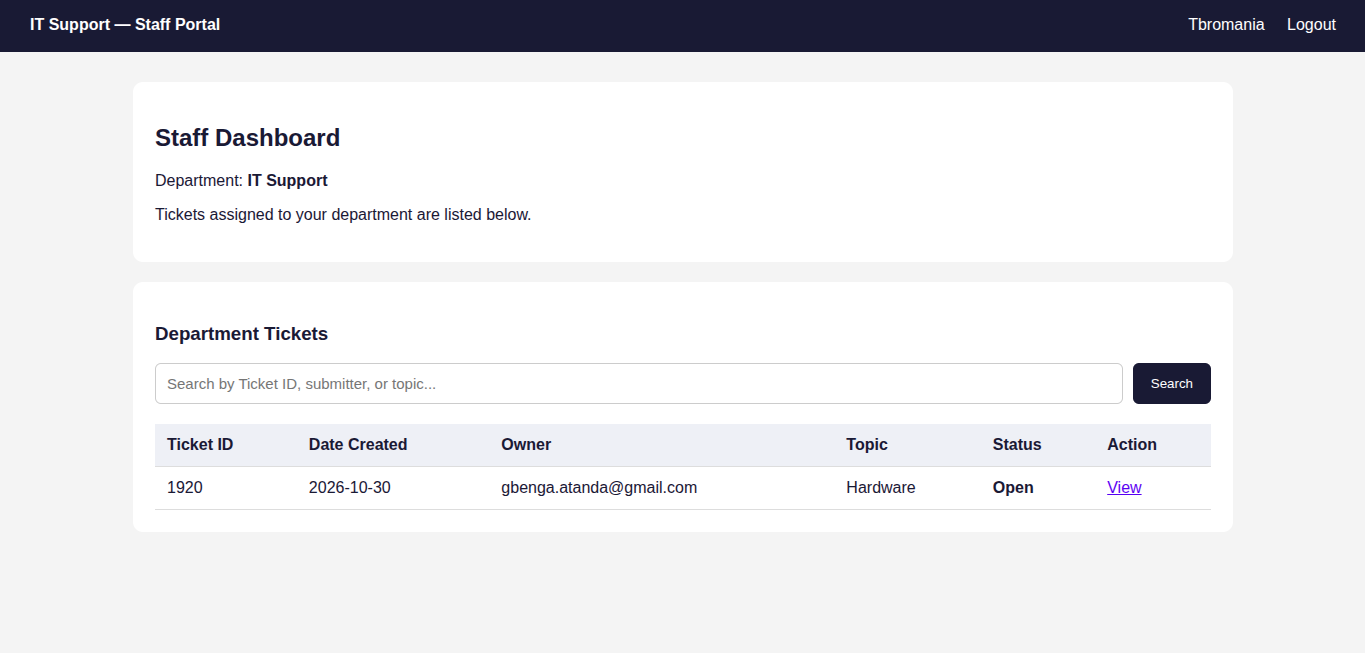 IT Support — Staff Portal Tbromania Logout
Staff Dashboard
Department: IT Support
Tickets assigned to your department are listed below.
Department Tickets
Search by Ticket ID, submitter, or topic... Search
Ticket ID Date Created Owner Topic Status Action
1920 2026-10-30 gbenga.atanda@gmail.com Hardware Open View